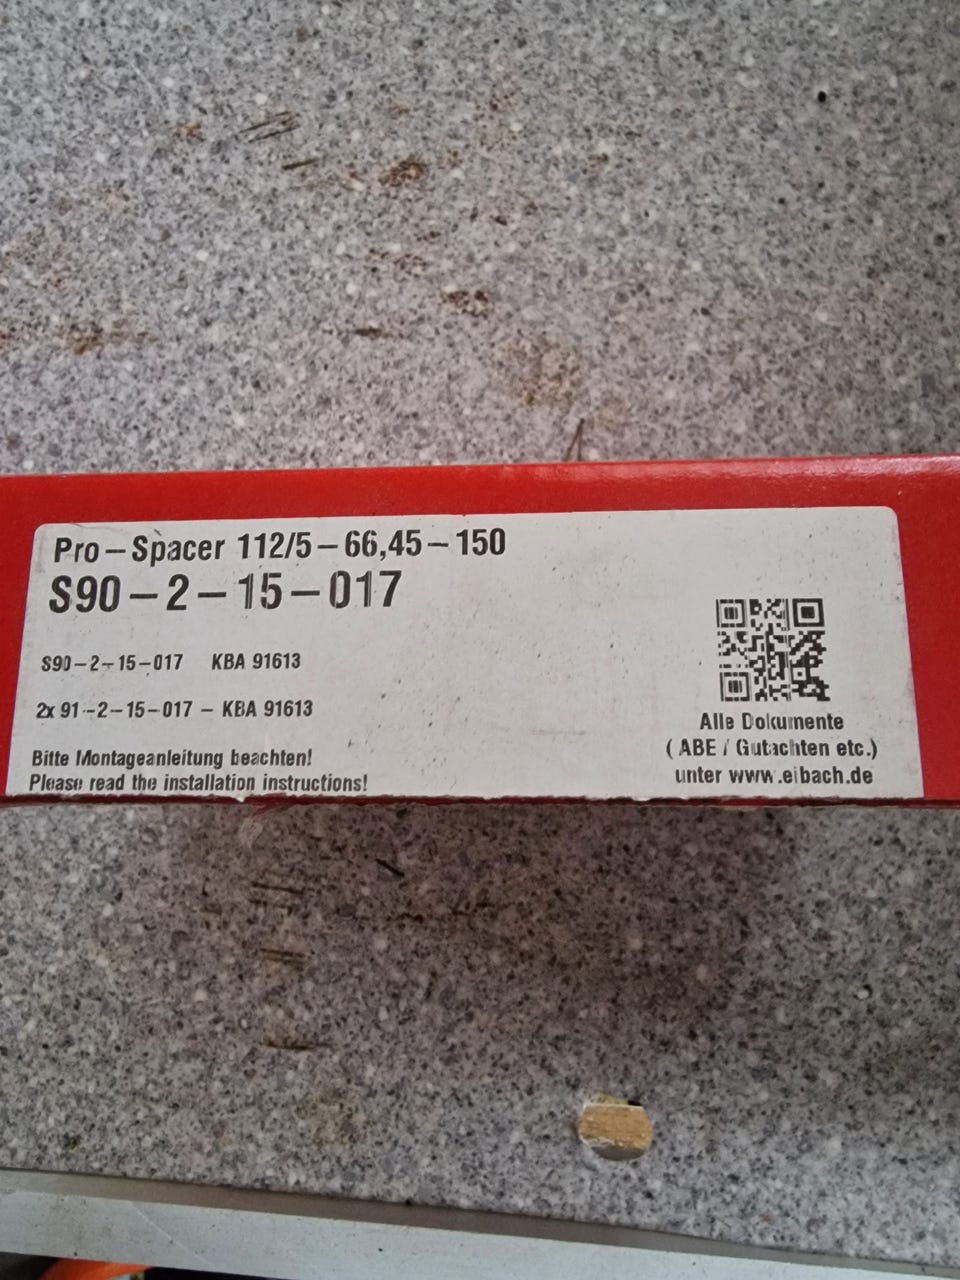 Pro-Spacer 112/5-66,45-150
S90-2-15-017
S90-2-15-017 KBA 91613
2x 91-2-15-017 - KBA 91613
Bitte Montageanleitung beachten!
Please read the installation instructions!
Alle Dokumente
( ABE / Gutachten etc.)
unter www.eibach.de